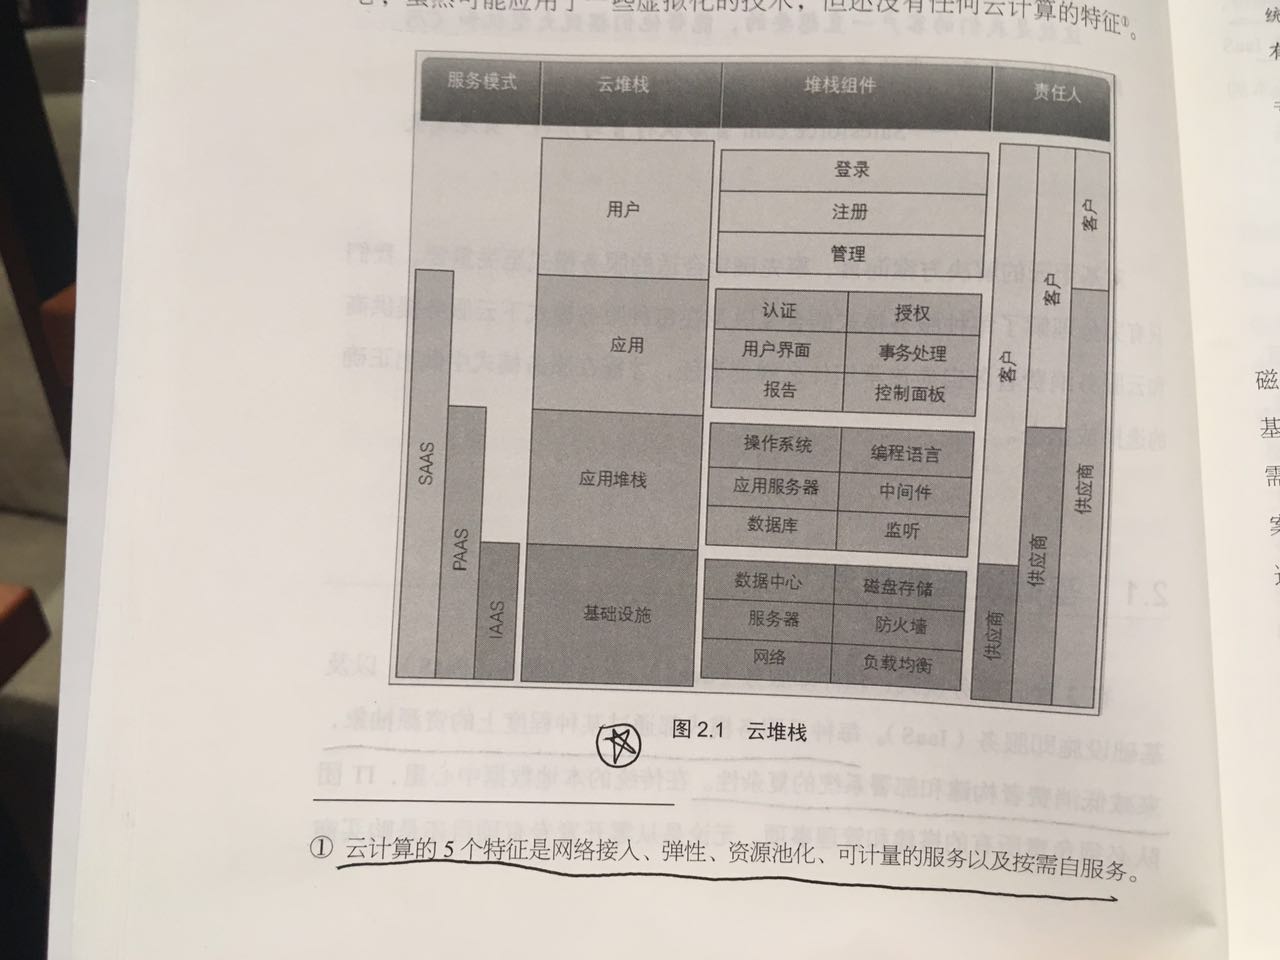 虽然可能应用了一些虚拟化的技术，但还没有任何云计算的特征①。
服务模式 云堆栈 堆栈组件 责任人
用户
登录
注册
管理
应用
认证 授权
用户界面 事务处理
报告 控制面板
应用堆栈
操作系统 编程语言
应用服务器 中间件
数据库 监听
基础设施
数据中心 磁盘存储
服务器 防火墙
网络 负载均衡
SAAS
PAAS
IAAS
客户
供应商
客户
供应商
客户
供应商
图 2.1 云堆栈
① 云计算的 5 个特征是网络接入、弹性、资源池化、可计量的服务以及按需自服务。
统
有
磁
基
需
案